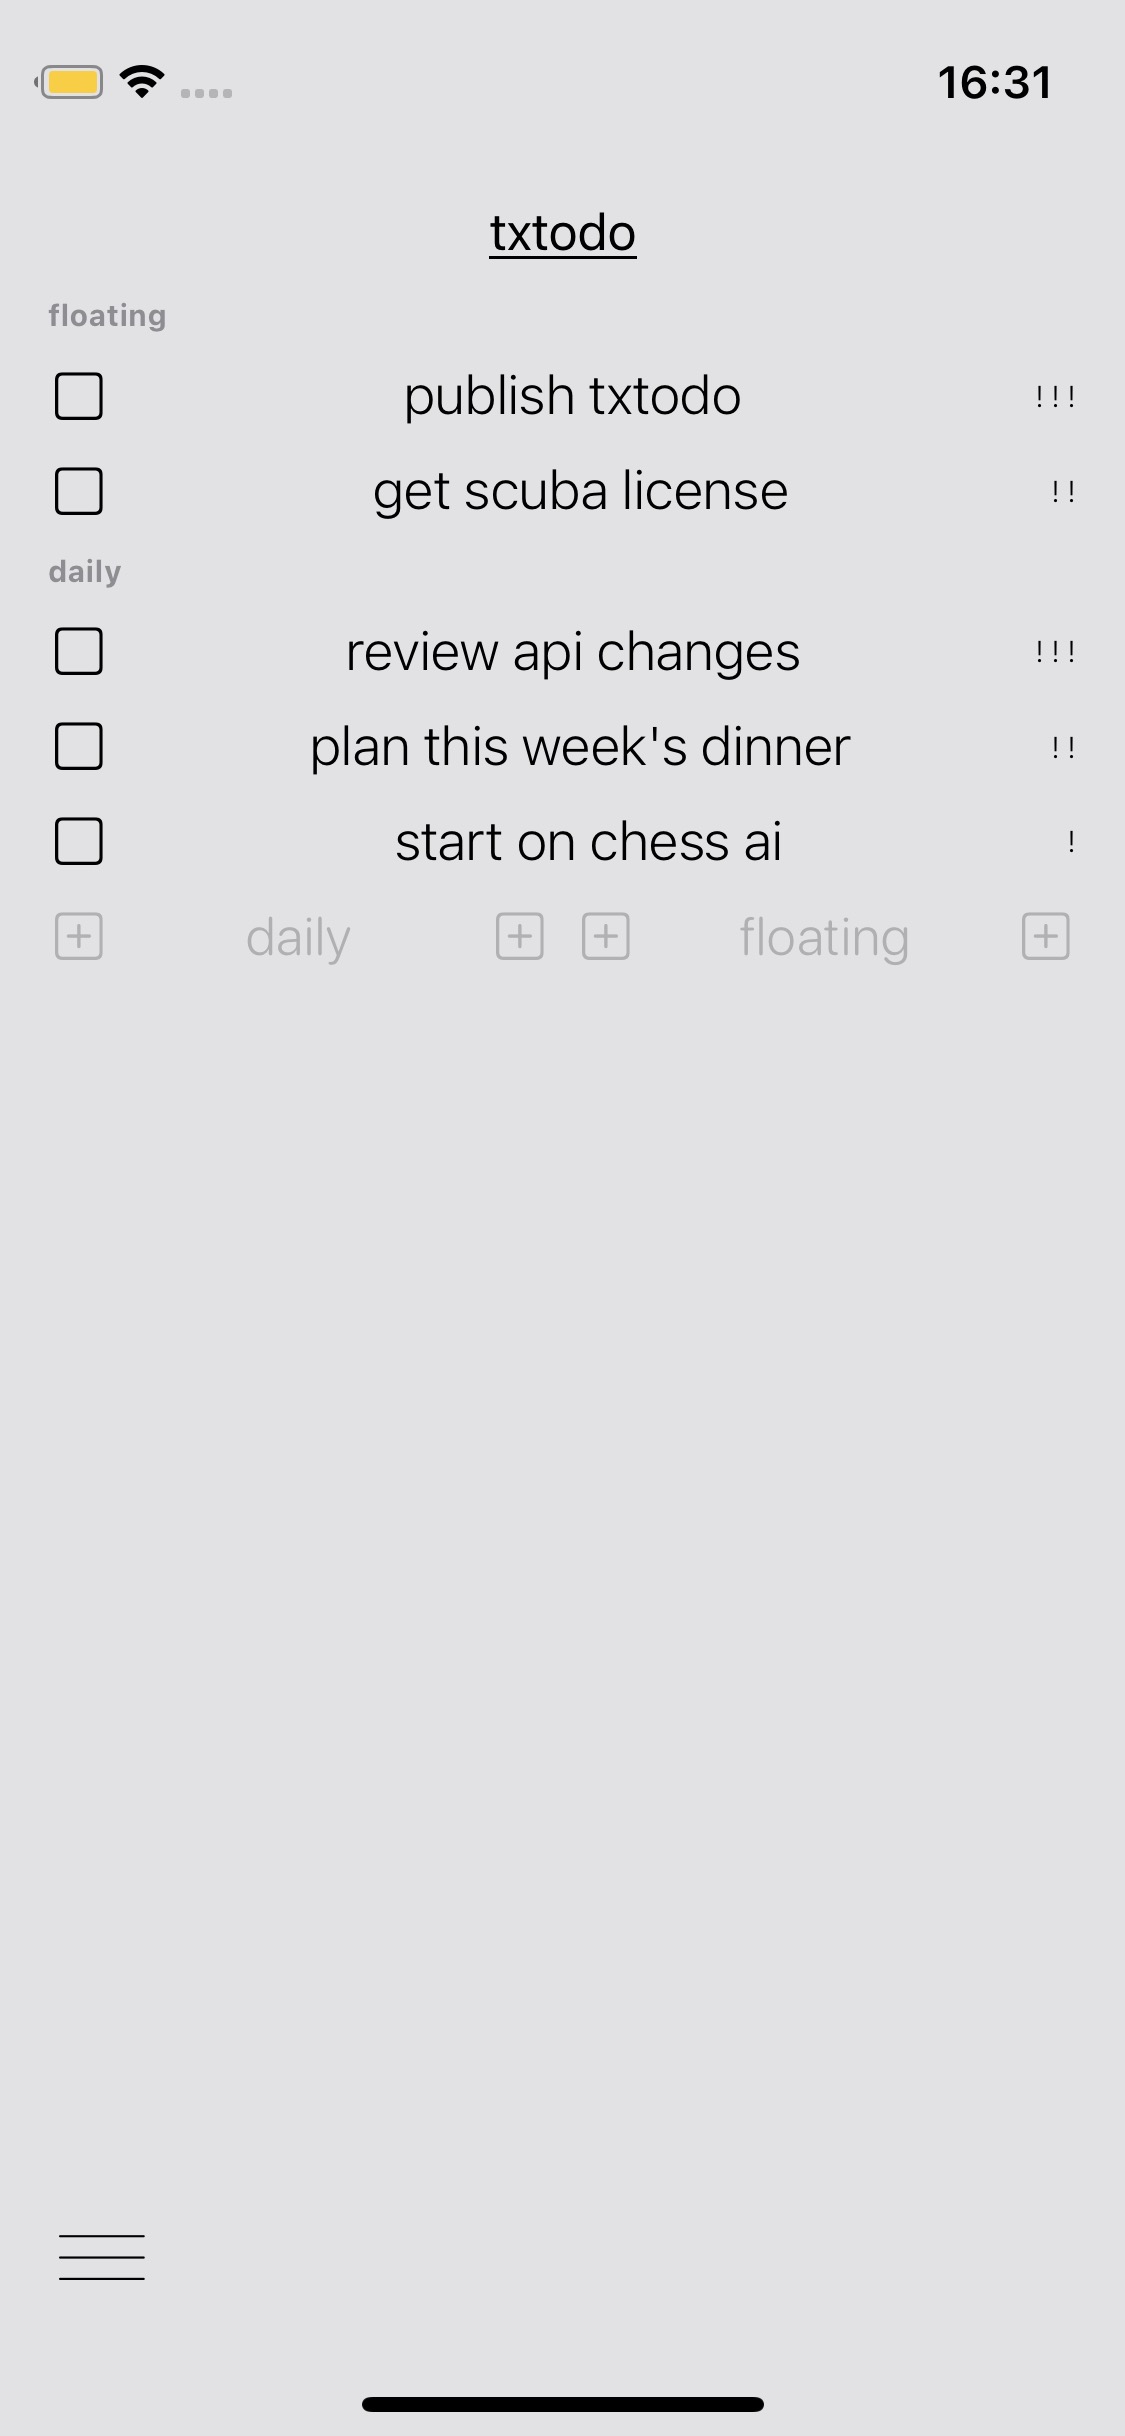 16:31
txtodo
floating
publish txtodo !!!
get scuba license !!
daily
review api changes !!!
plan this week's dinner !!
start on chess ai !
daily floating